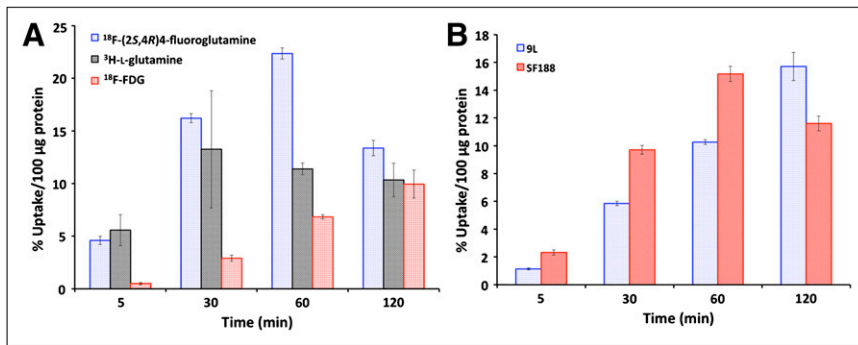 A
¹⁸F-(2S,4R)4-fluoroglutamine
³H-L-glutamine
¹⁸F-FDG
% Uptake/100 µg protein
25
20
15
10
5
0
5 30 60 120
Time (min)
B
9L
SF188
% Uptake/100 µg protein
18
16
14
12
10
8
6
4
2
0
5 30 60 120
Time (min)